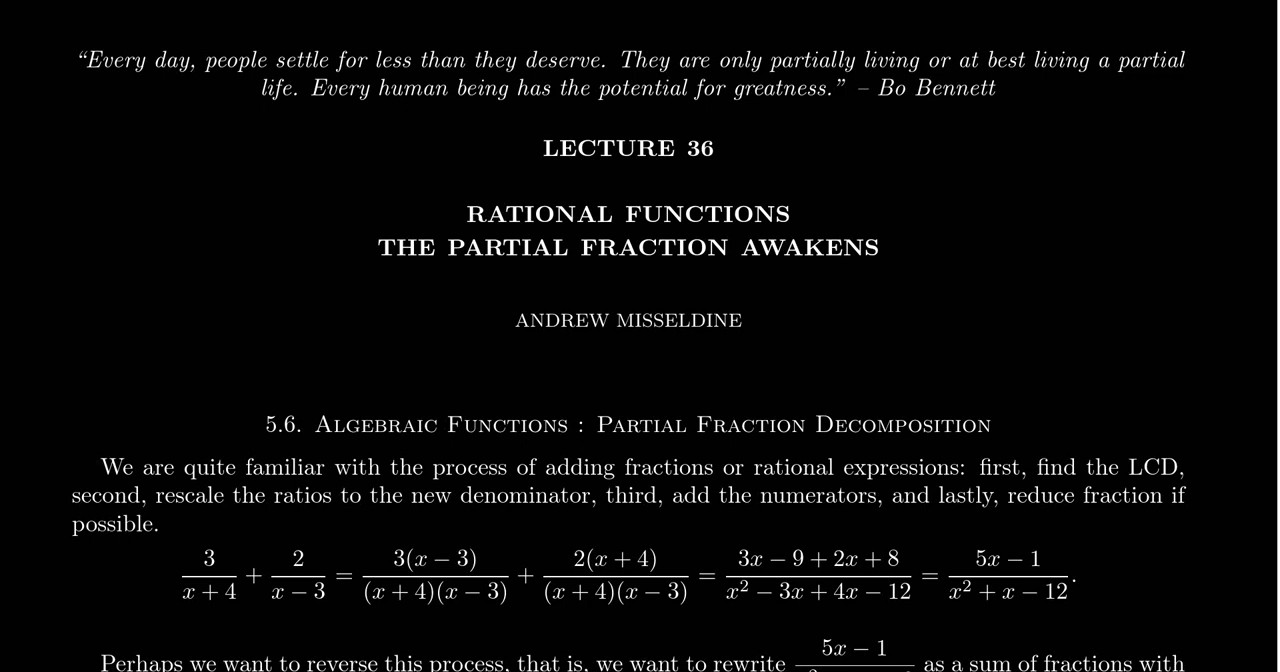 “Every day, people settle for less than they deserve. They are only partially living or at best living a partial
life. Every human being has the potential for greatness.” – Bo Bennett
LECTURE 36
RATIONAL FUNCTIONS
THE PARTIAL FRACTION AWAKENS
ANDREW MISSELDINE
5.6. Algebraic Functions : Partial Fraction Decomposition
We are quite familiar with the process of adding fractions or rational expressions: first, find the LCD,
second, rescale the ratios to the new denominator, third, add the numerators, and lastly, reduce fraction if
possible.
3/(x + 4) + 2/(x − 3) = 3(x − 3)/((x + 4)(x − 3)) + 2(x + 4)/((x + 4)(x − 3)) = (3x − 9 + 2x + 8)/(x² − 3x + 4x − 12) = (5x − 1)/(x² + x − 12).
Perhaps we want to reverse this process, that is, we want to rewrite 5x − 1 as a sum of fractions with